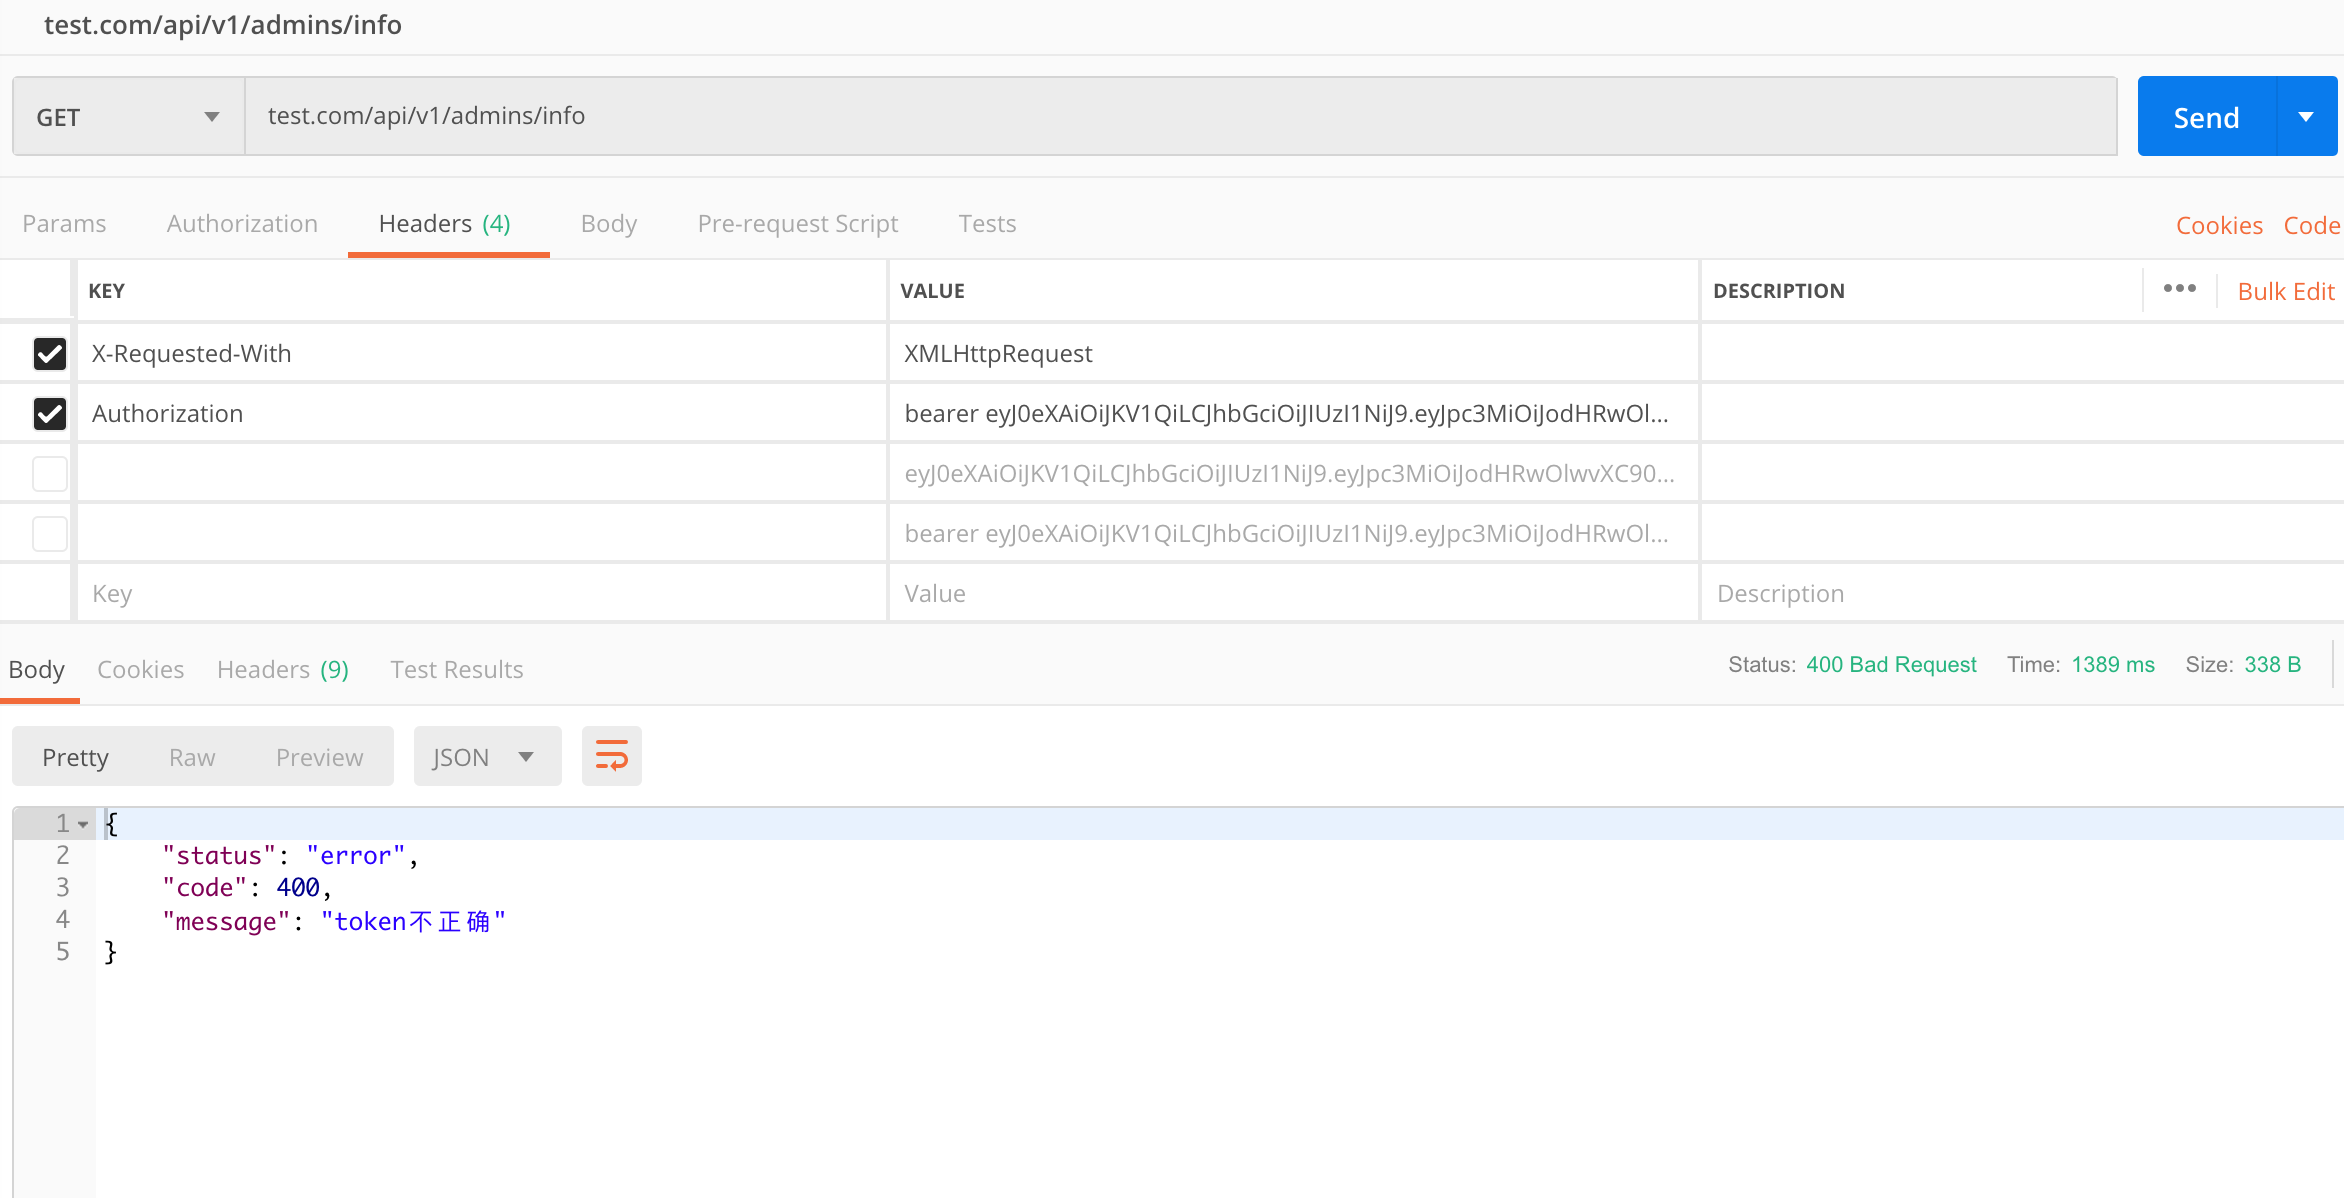 test.com/api/v1/admins/info
GET test.com/api/v1/admins/info Send
Params Authorization Headers (4) Body Pre-request Script Tests Cookies Code
KEY VALUE DESCRIPTION ••• Bulk Edit
X-Requested-With XMLHttpRequest
Authorization bearer eyJ0eXAiOiJKV1QiLCJhbGciOiJIUzI1NiJ9.eyJpc3MiOiJodHRwOl...
eyJ0eXAiOiJKV1QiLCJhbGciOiJIUzI1NiJ9.eyJpc3MiOiJodHRwOlwvXC90...
bearer eyJ0eXAiOiJKV1QiLCJhbGciOiJIUzI1NiJ9.eyJpc3MiOiJodHRwOl...
Key Value Description
Body Cookies Headers (9) Test Results Status: 400 Bad Request Time: 1389 ms Size: 338 B
Pretty Raw Preview JSON
1 {
2 "status": "error",
3 "code": 400,
4 "message": "token不正确"
5 }